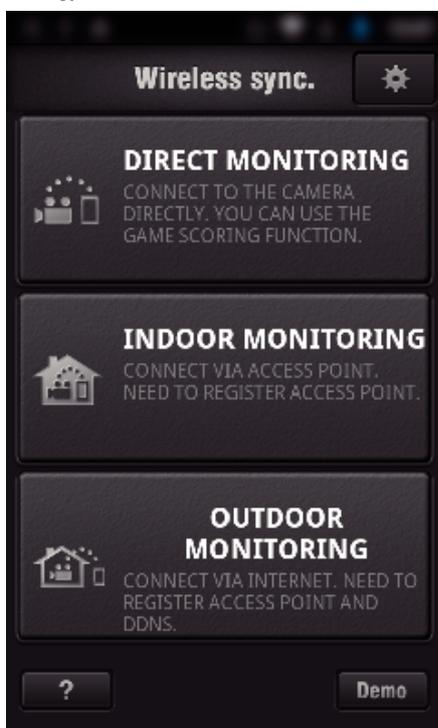 Wireless sync.
DIRECT MONITORING
CONNECT TO THE CAMERA
DIRECTLY. YOU CAN USE THE
GAME SCORING FUNCTION.
INDOOR MONITORING
CONNECT VIA ACCESS POINT.
NEED TO REGISTER ACCESS POINT.
OUTDOOR
MONITORING
CONNECT VIA INTERNET. NEED TO
REGISTER ACCESS POINT AND
DDNS.
?
Demo